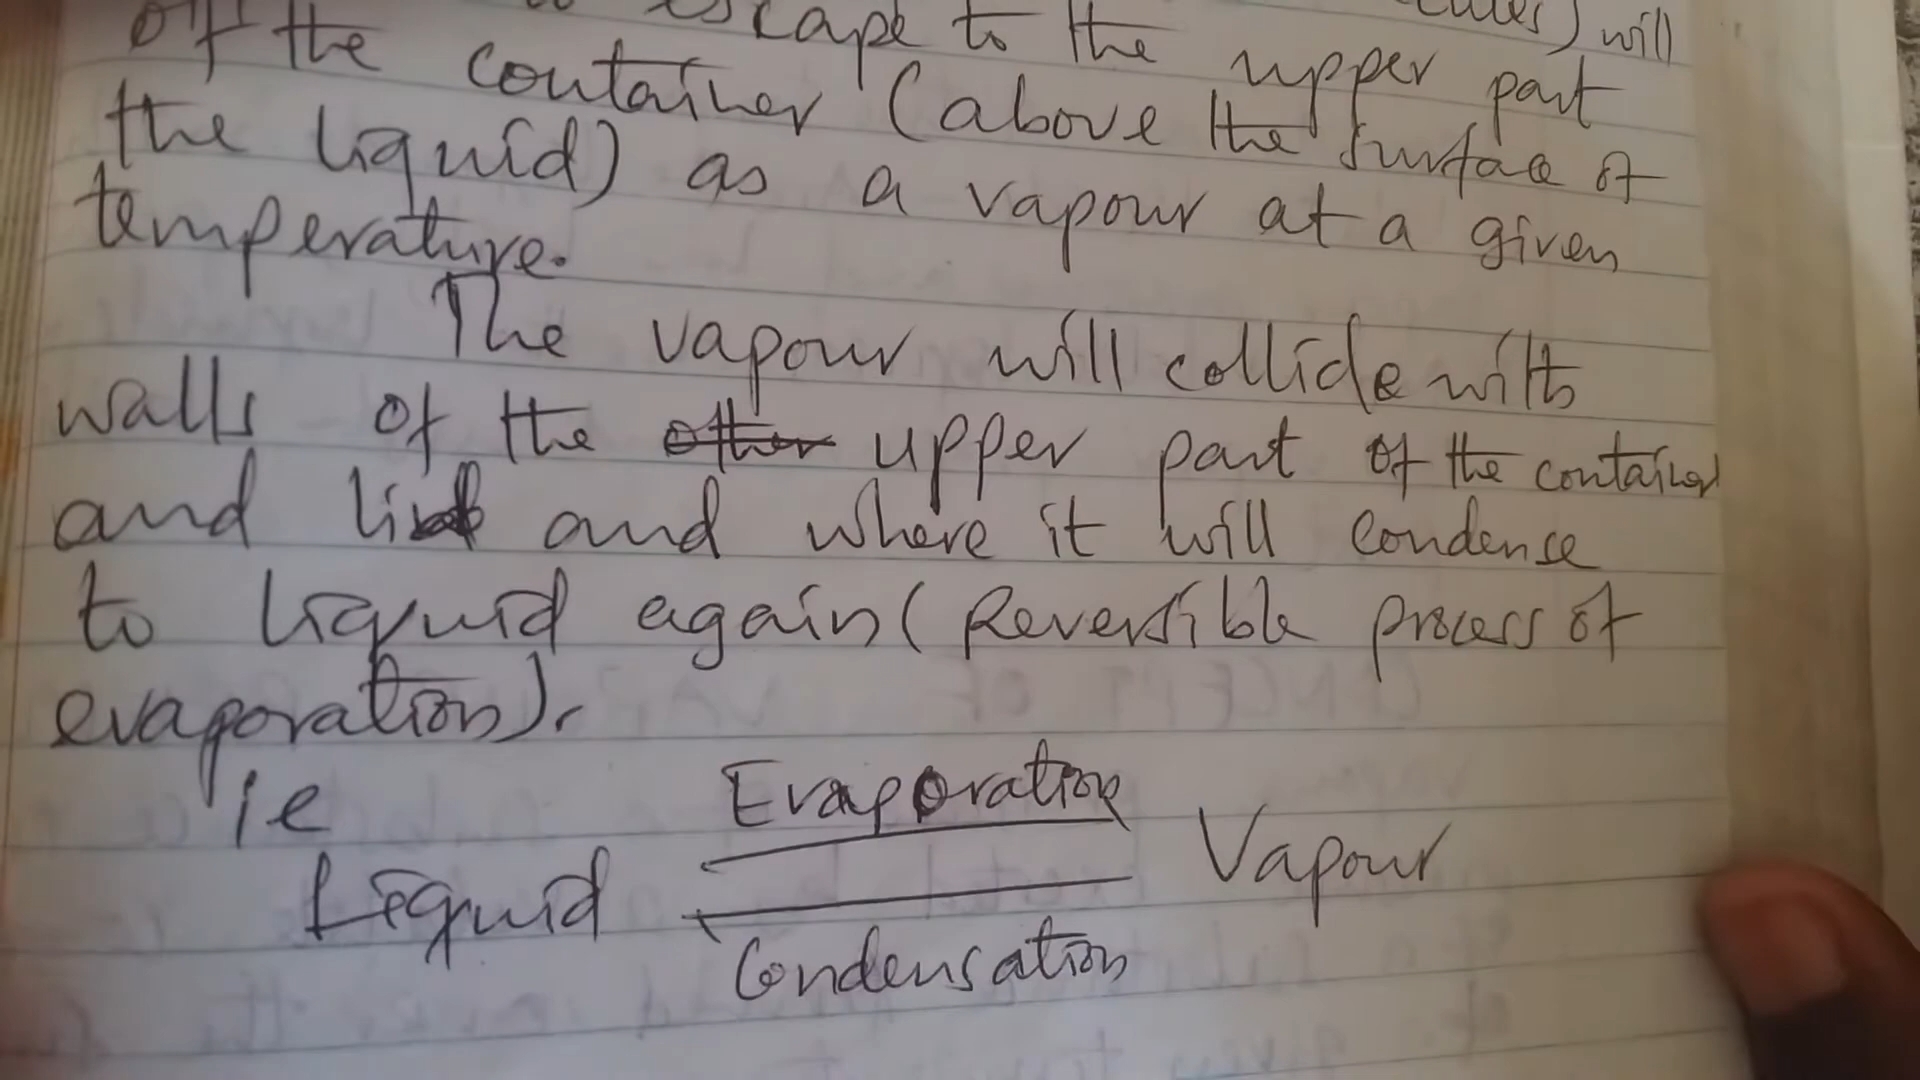 escape to the upper part will
of the container (above the surface of
the liquid) as a vapour at a given
temperature.
The vapour will collide with
walls of the other upper part of the container
and and where it will condense
to liquid again (Reversible process of
evaporation).
ie
Evaporation
Liquid Vapour
Condensation